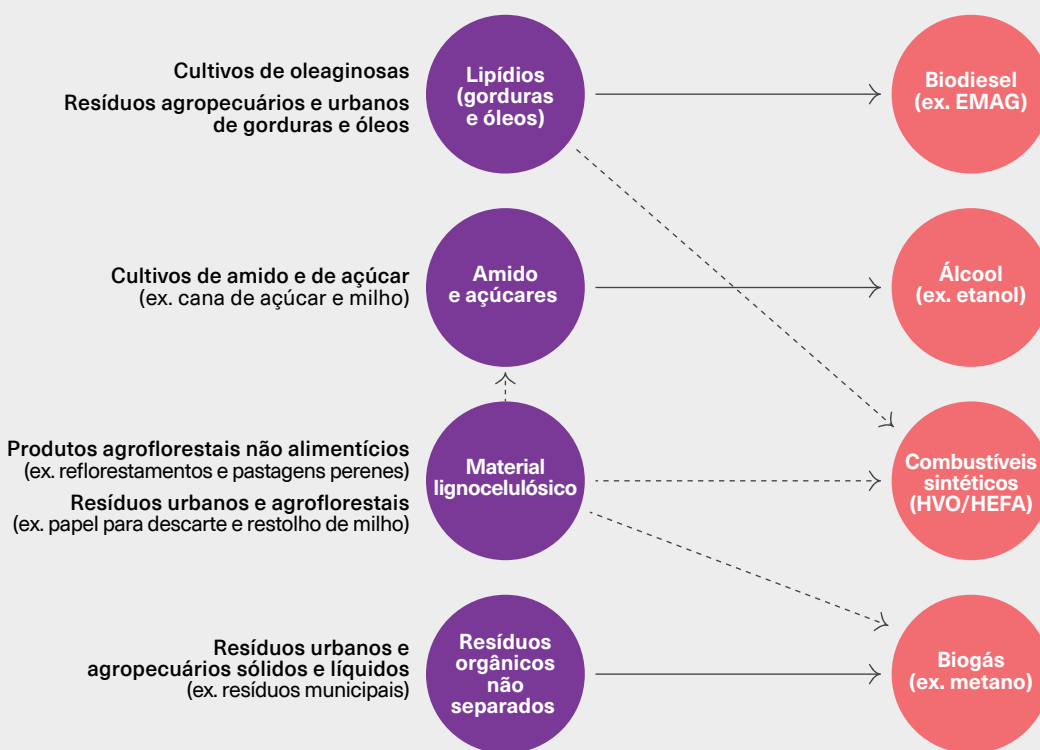 Cultivos de oleaginosas
Resíduos agropecuários e urbanos
de gorduras e óleos
Lipídios
(gorduras
e óleos)
Biodiesel
(ex. EMAG)
Cultivos de amido e de açúcar
(ex. cana de açúcar e milho)
Amido
e açúcares
Álcool
(ex. etanol)
Produtos agroflorestais não alimentícios
(ex. reflorestamentos e pastagens perenes)
Resíduos urbanos e agroflorestais
(ex. papel para descarte e restolho de milho)
Material
lignocelulósico
Combustíveis
sintéticos
(HVO/HEFA)
Resíduos urbanos e
agropecuários sólidos e líquidos
(ex. resíduos municipais)
Resíduos
orgânicos
não
separados
Biogás
(ex. metano)